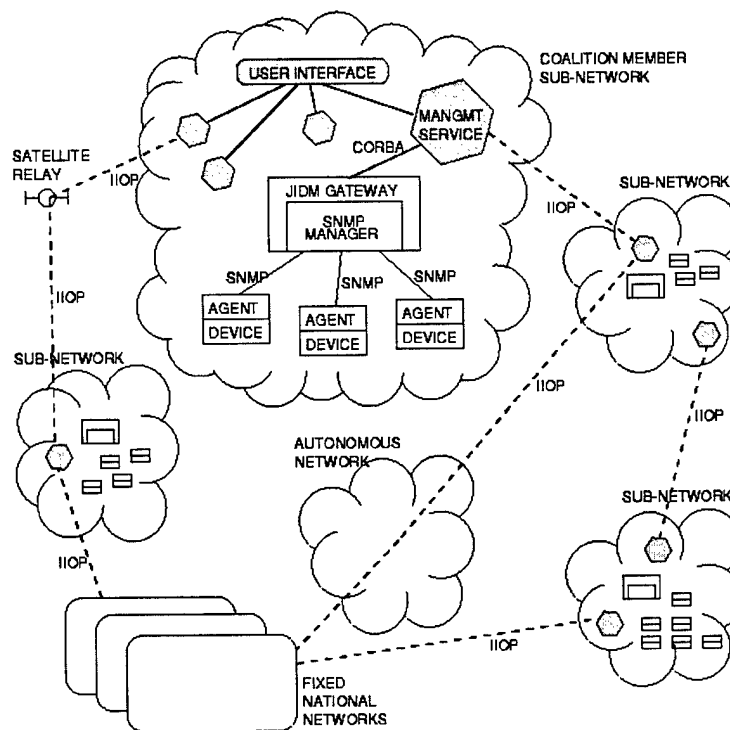 COALITION MEMBER
SUB-NETWORK
USER INTERFACE
MANGMT
SERVICE
CORBA
SATELLITE
RELAY
IIOP
JIDM GATEWAY
SNMP
MANAGER
SUB-NETWORK
IIOP
SNMP
SNMP
SNMP
IIOP
AGENT
DEVICE
AGENT
DEVICE
AGENT
DEVICE
SUB-NETWORK
IIOP
IIOP
AUTONOMOUS
NETWORK
SUB-NETWORK
IIOP
IIOP
FIXED
NATIONAL
NETWORKS